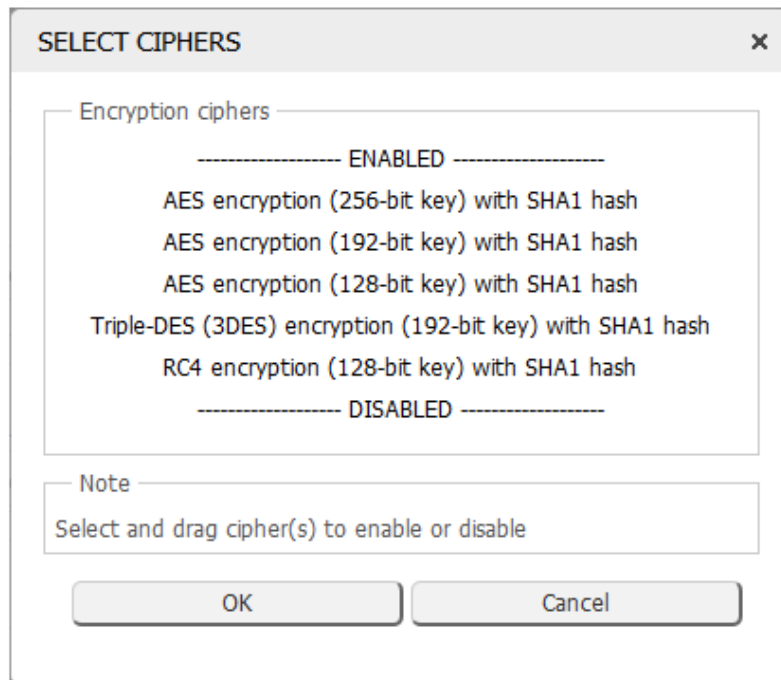 SELECT CIPHERS ×
Encryption ciphers
------------------- ENABLED --------------------
AES encryption (256-bit key) with SHA1 hash
AES encryption (192-bit key) with SHA1 hash
AES encryption (128-bit key) with SHA1 hash
Triple-DES (3DES) encryption (192-bit key) with SHA1 hash
RC4 encryption (128-bit key) with SHA1 hash
------------------- DISABLED -------------------
Note
Select and drag cipher(s) to enable or disable
OK Cancel